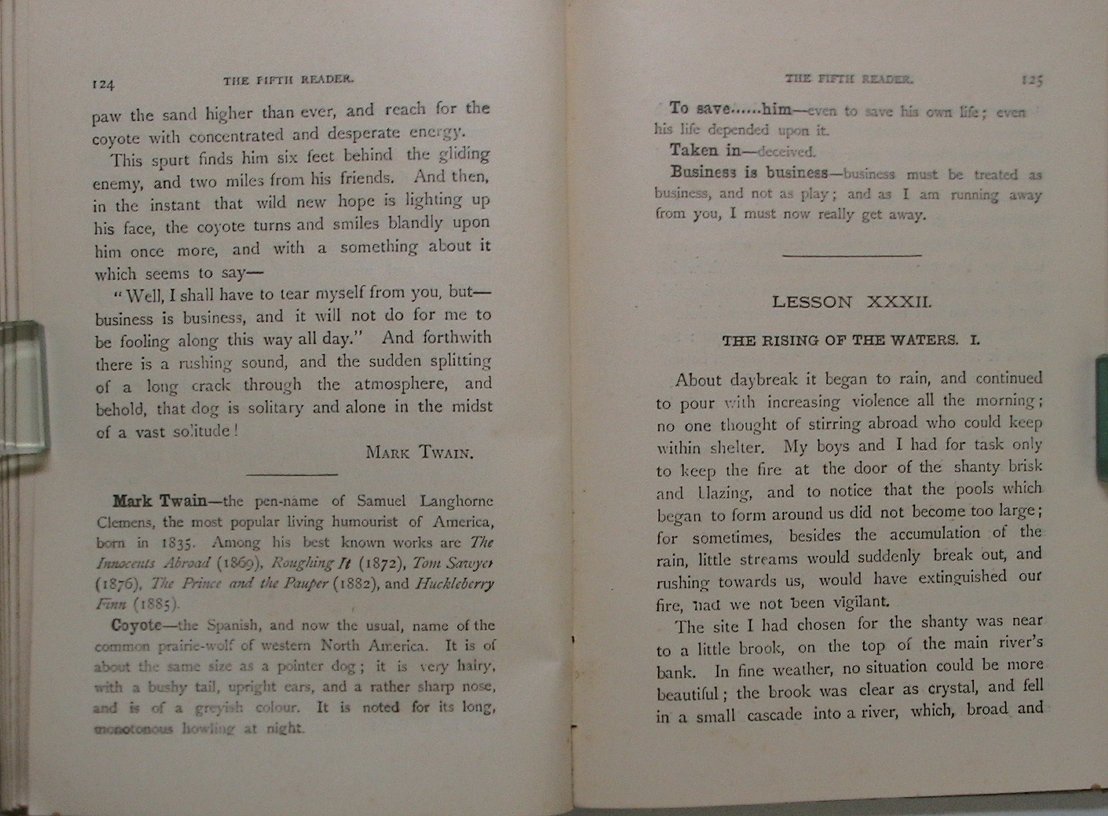 124 THE FIFTH READER.
paw the sand higher than ever, and reach for the
coyote with concentrated and desperate energy.
This spurt finds him six feet behind the gliding
enemy, and two miles from his friends. And then,
in the instant that wild new hope is lighting up
his face, the coyote turns and smiles blandly upon
him once more, and with a something about it
which seems to say—
“Well, I shall have to tear myself from you, but—
business is business, and it will not do for me to
be fooling along this way all day.” And forthwith
there is a rushing sound, and the sudden splitting
of a long crack through the atmosphere, and
behold, that dog is solitary and alone in the midst
of a vast solitude!
MARK TWAIN.
Mark Twain—the pen-name of Samuel Langhorne
Clemens, the most popular living humourist of America,
born in 1835. Among his best known works are The
Innocents Abroad (1869), Roughing It (1872), Tom Sawyer
(1876), The Prince and the Pauper (1882), and Huckleberry
Finn (1885).
Coyote—the Spanish, and now the usual, name of the
common prairie-wolf of western North America. It is of
about the same size as a pointer dog; it is very hairy,
with a bushy tail, upright ears, and a rather sharp nose,
and is of a greyish colour. It is noted for its long,
monotonous howling at night.
THE FIFTH READER. 125
To save......him—even to save his own life; even
his life depended upon it.
Taken in—deceived.
Business is business—business must be treated as
business, and not as play; and as I am running away
from you, I must now really get away.
LESSON XXXII.
THE RISING OF THE WATERS. I.
About daybreak it began to rain, and continued
to pour with increasing violence all the morning;
no one thought of stirring abroad who could keep
within shelter. My boys and I had for task only
to keep the fire at the door of the shanty brisk
and blazing, and to notice that the pools which
began to form around us did not become too large;
for sometimes, besides the accumulation of the
rain, little streams would suddenly break out, and
rushing towards us, would have extinguished our
fire, had we not been vigilant.
The site I had chosen for the shanty was near
to a little brook, on the top of the main river's
bank. In fine weather, no situation could be more
beautiful; the brook was clear as crystal, and fell
in a small cascade into a river, which, broad and